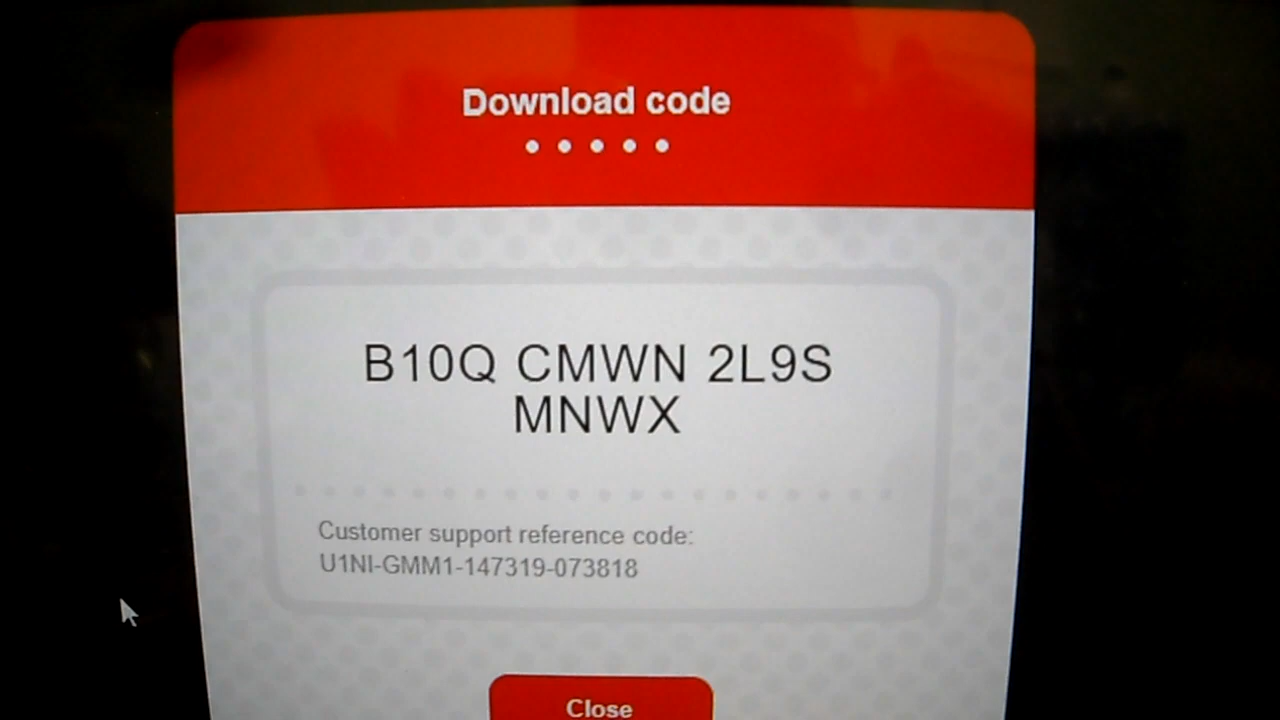 Download code
B10Q CMWN 2L9S
MNWX
Customer support reference code:
U1NI-GMM1-147319-073818
Close